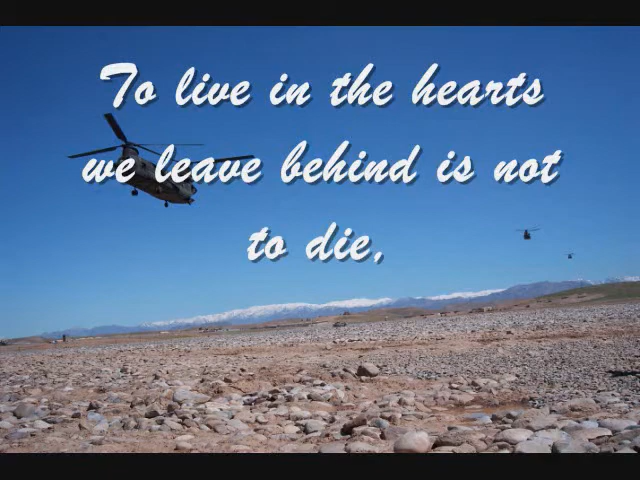 To live in the hearts
we leave behind is not
to die,